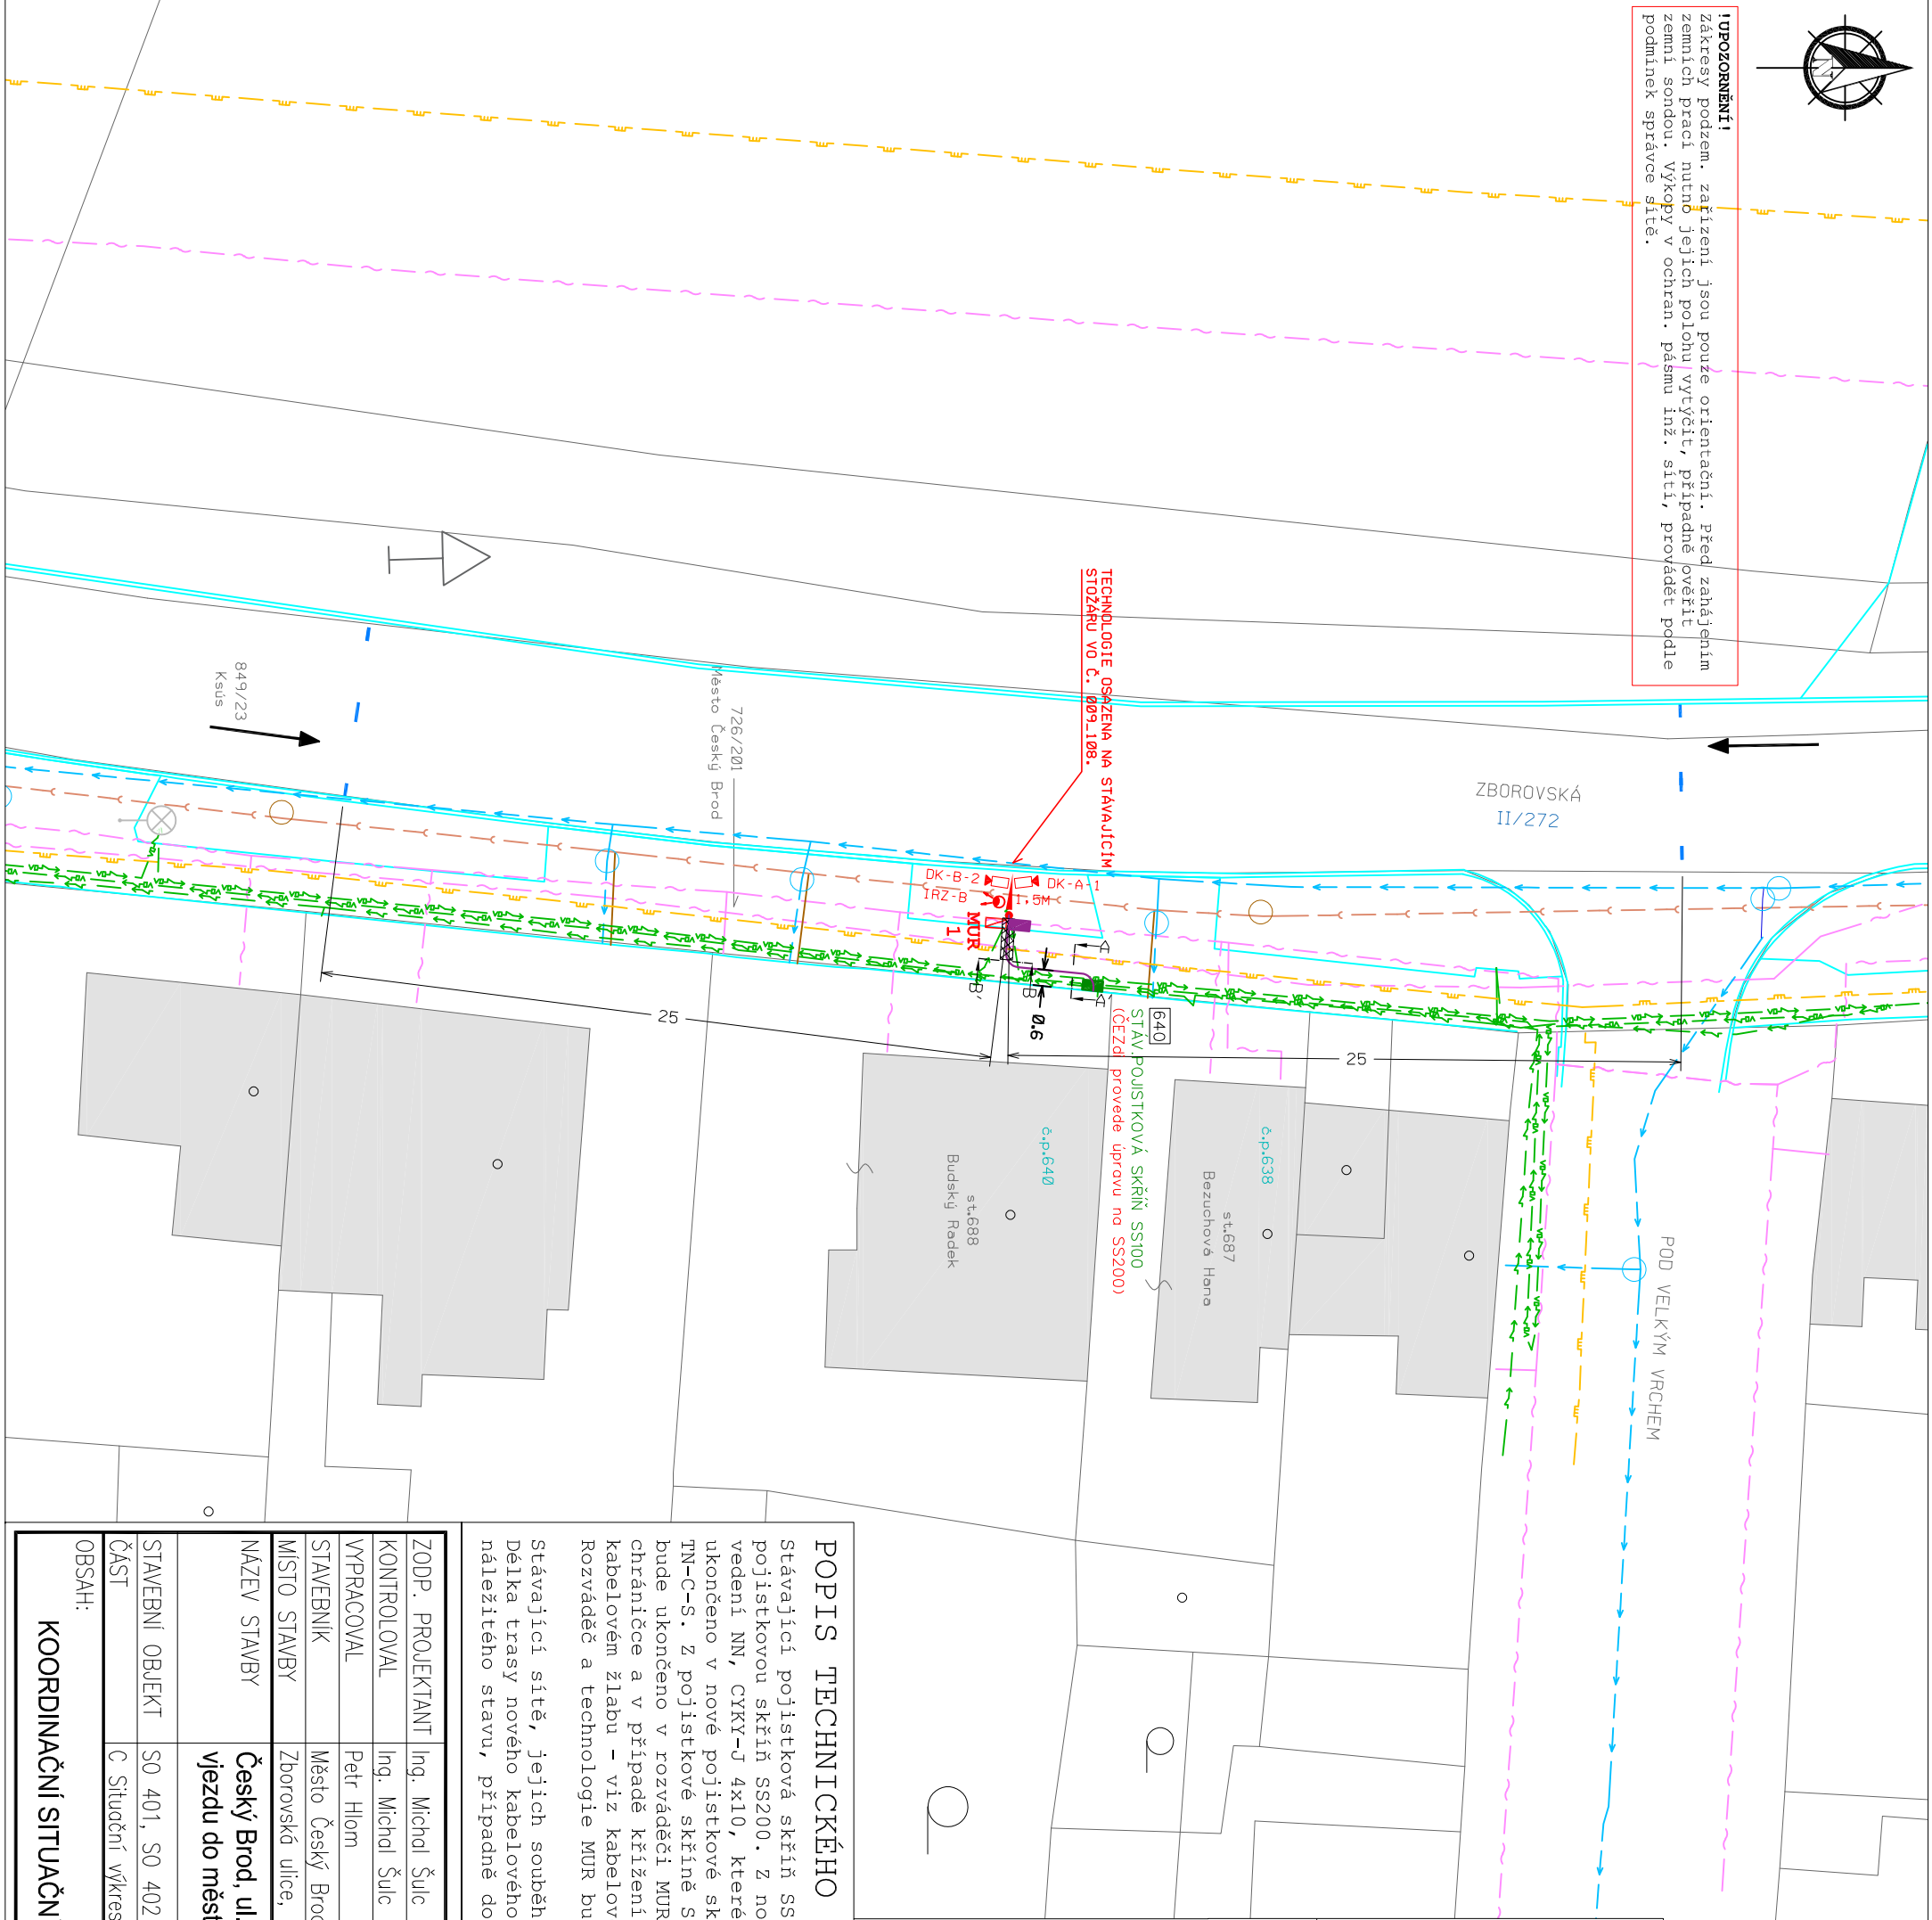 N
!UPOZORNĚNÍ!
Zákresy podzem. zařízení jsou pouze orientační. Před zahájením
zemních prací nutno jejich polohu vytýčit, případně ověřit
zemní sondou. Výkopy v ochran. pásmu inž. sítí, provádět podle
podmínek správce sítě.
TECHNOLOGIE OSAZENA NA STÁVAJÍCÍM
STOŽÁRU VO Č. 009_108.
ZBOROVSKÁ
II/272
849/23
Ksús
726/201
Město Český Brod
DK-B-2
DK-A-1
IRZ-B
1,5M
MUR
1
A
A'
B
B'
0.6
25
25
640
STÁV.POJISTKOVÁ SKŘÍŇ SS100
(ČEZdi provede úpravu na SS200)
č.p.640
st.688
Budský Radek
č.p.638
st.687
Bezuchová Hana
POD VELKÝM VRCHEM
POPIS TECHNICKÉHO
Stávající pojistková skříň SS
pojistkovou skříň SS200. Z no
vedení NN, CYKY-J 4x10, které
ukončeno v nové pojistkové sk
TN-C-S. Z pojistkové skříně S
bude ukončeno v rozváděči MUR
chráničce a v případě křížení
kabelovém žlabu - viz kabelov
Rozváděč a technologie MUR bu
Stávající sítě, jejich souběh
Délka trasy nového kabelového
náležitého stavu, případně do
ZODP. PROJEKTANT Ing. Michal Šulc
KONTROLOVAL Ing. Michal Šulc
VYPRACOVAL Petr Hlom
STAVEBNÍK Město Český Brod
MÍSTO STAVBY Zborovská ulice,
NÁZEV STAVBY Český Brod, ul.
vjezdu do měst
STAVEBNÍ OBJEKT SO 401, SO 402
ČÁST C Situační výkres
OBSAH:
KOORDINAČNÍ SITUAČN